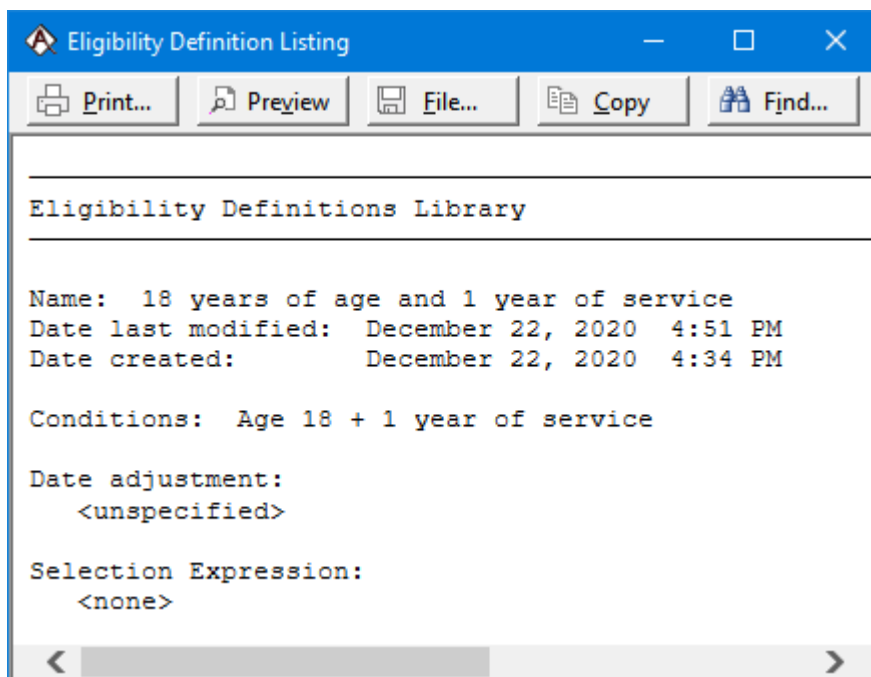 Eligibility Definition Listing
Print... Preview File... Copy Find...
Eligibility Definitions Library
Name:  18 years of age and 1 year of service
Date last modified:  December 22, 2020  4:51 PM
Date created:        December 22, 2020  4:34 PM
Conditions:  Age 18 + 1 year of service
Date adjustment:
<unspecified>
Selection Expression:
<none>